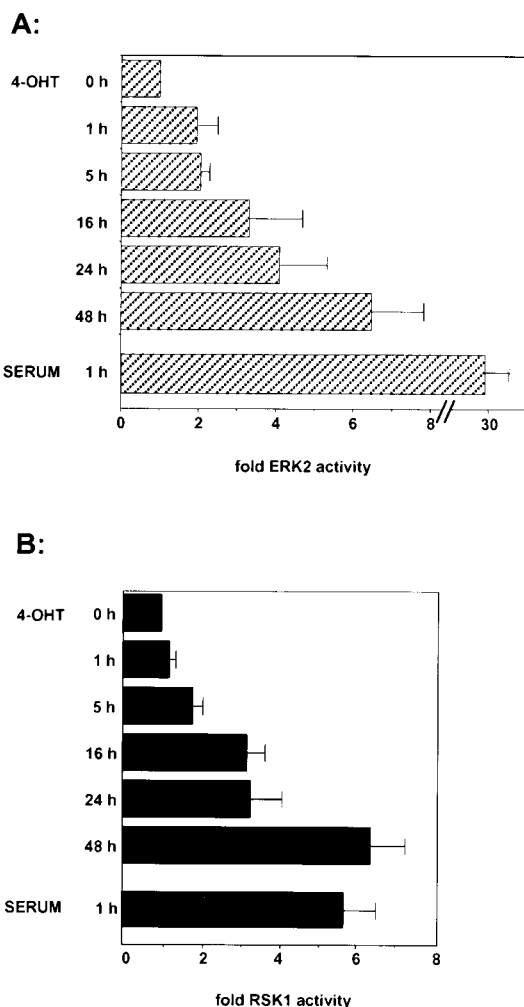 A:
4-OHT 0 h
1 h
5 h
16 h
24 h
48 h
SERUM 1 h
0 2 4 6 8 // 30
fold ERK2 activity
B:
4-OHT 0 h
1 h
5 h
16 h
24 h
48 h
SERUM 1 h
0 2 4 6 8
fold RSK1 activity